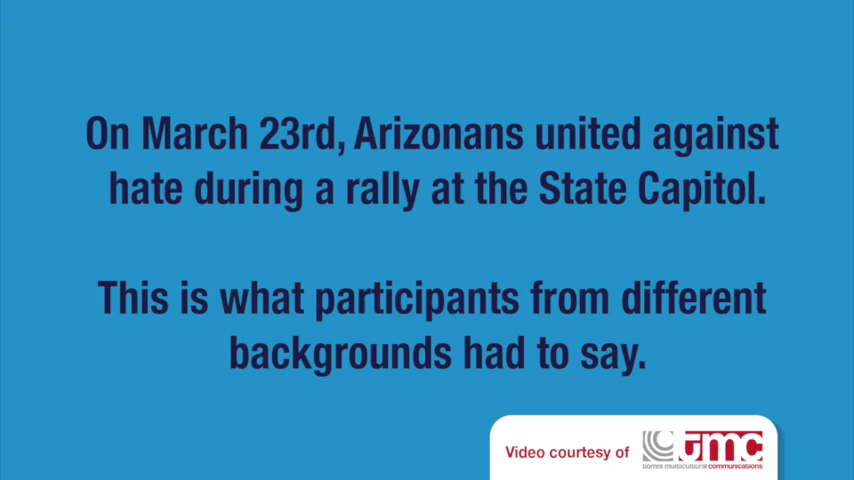 On March 23rd, Arizonans united against
hate during a rally at the State Capitol.
This is what participants from different
backgrounds had to say.
Video courtesy of
tmc
torres multicultural communications